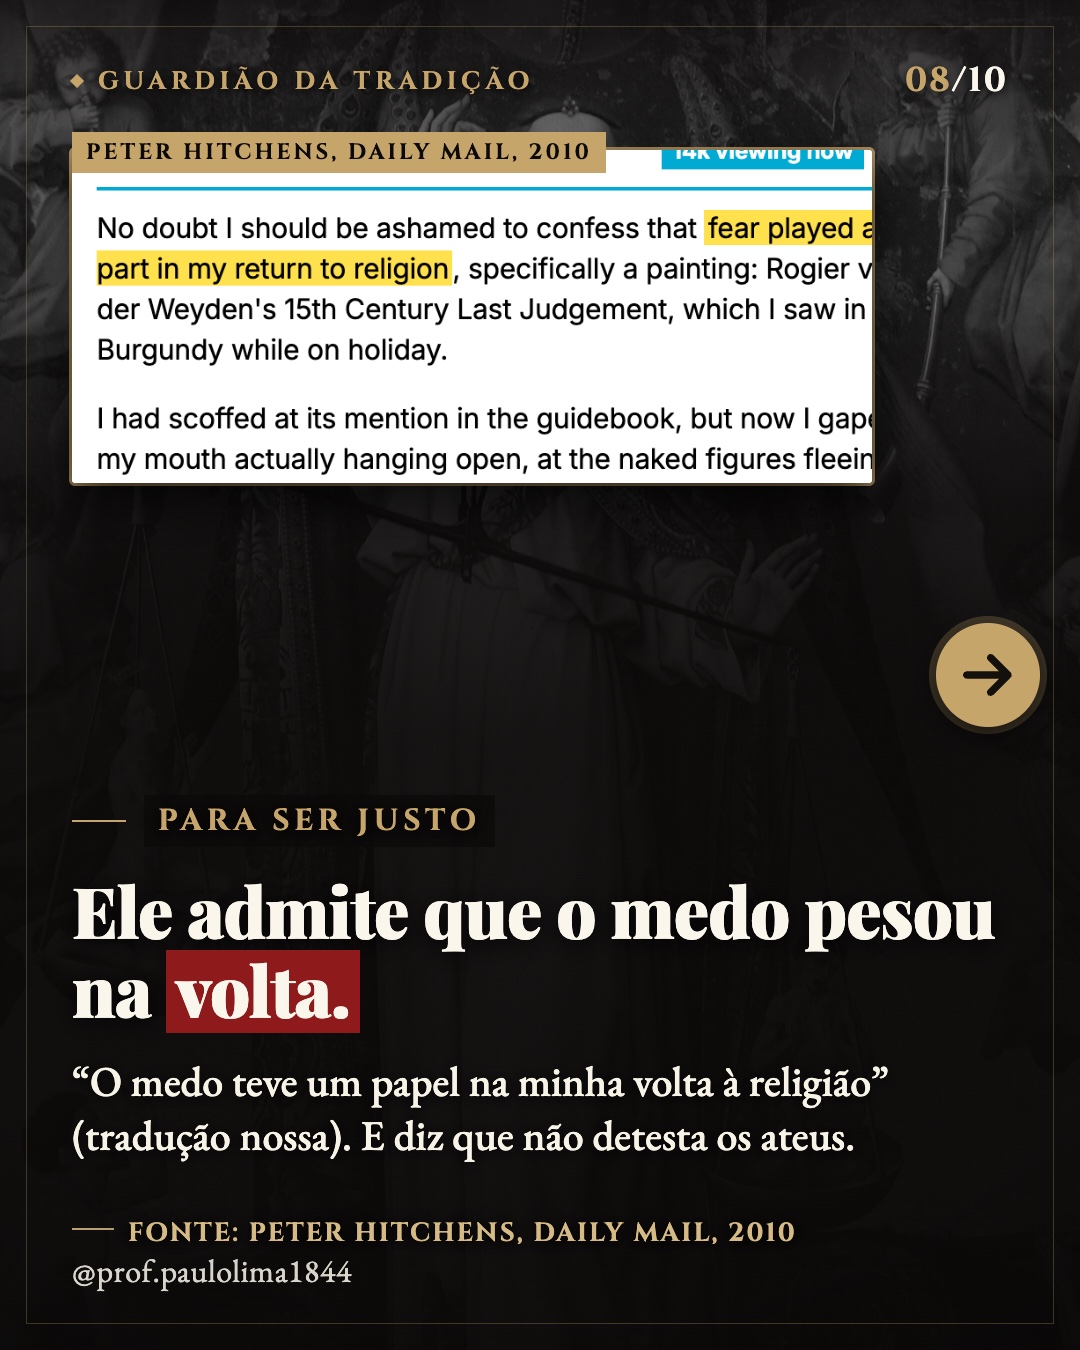 ◆ GUARDIÃO DA TRADIÇÃO
08/10
PETER HITCHENS, DAILY MAIL, 2010
14k viewing now
No doubt I should be ashamed to confess that fear played a
part in my return to religion, specifically a painting: Rogier v
der Weyden's 15th Century Last Judgement, which I saw in
Burgundy while on holiday.
I had scoffed at its mention in the guidebook, but now I gape
my mouth actually hanging open, at the naked figures fleein
PARA SER JUSTO
Ele admite que o medo pesou
na volta.
“O medo teve um papel na minha volta à religião”
(tradução nossa). E diz que não detesta os ateus.
FONTE: PETER HITCHENS, DAILY MAIL, 2010
@prof.paulolima1844